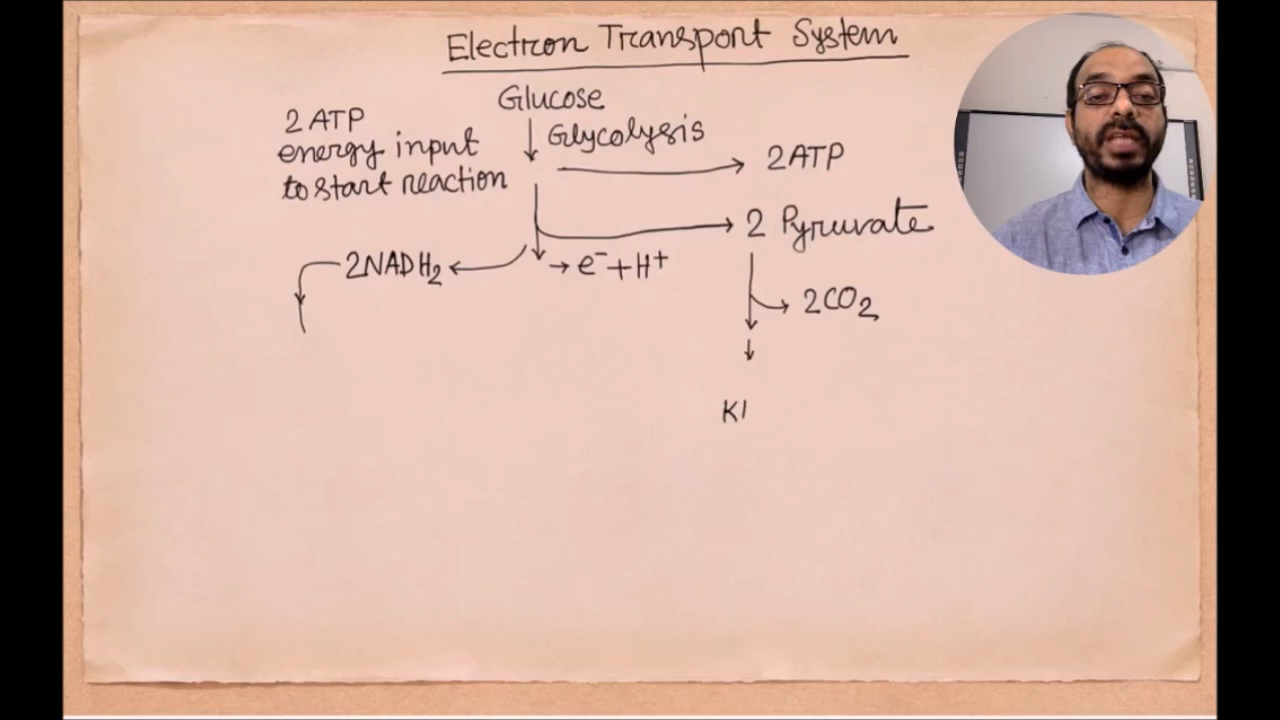 Electron Transport System
Glucose
2 ATP
energy input
to start reaction
Glycolysis
2ATP
2 Pyruvate
2NADH₂
→ e⁻+H⁺
2CO₂